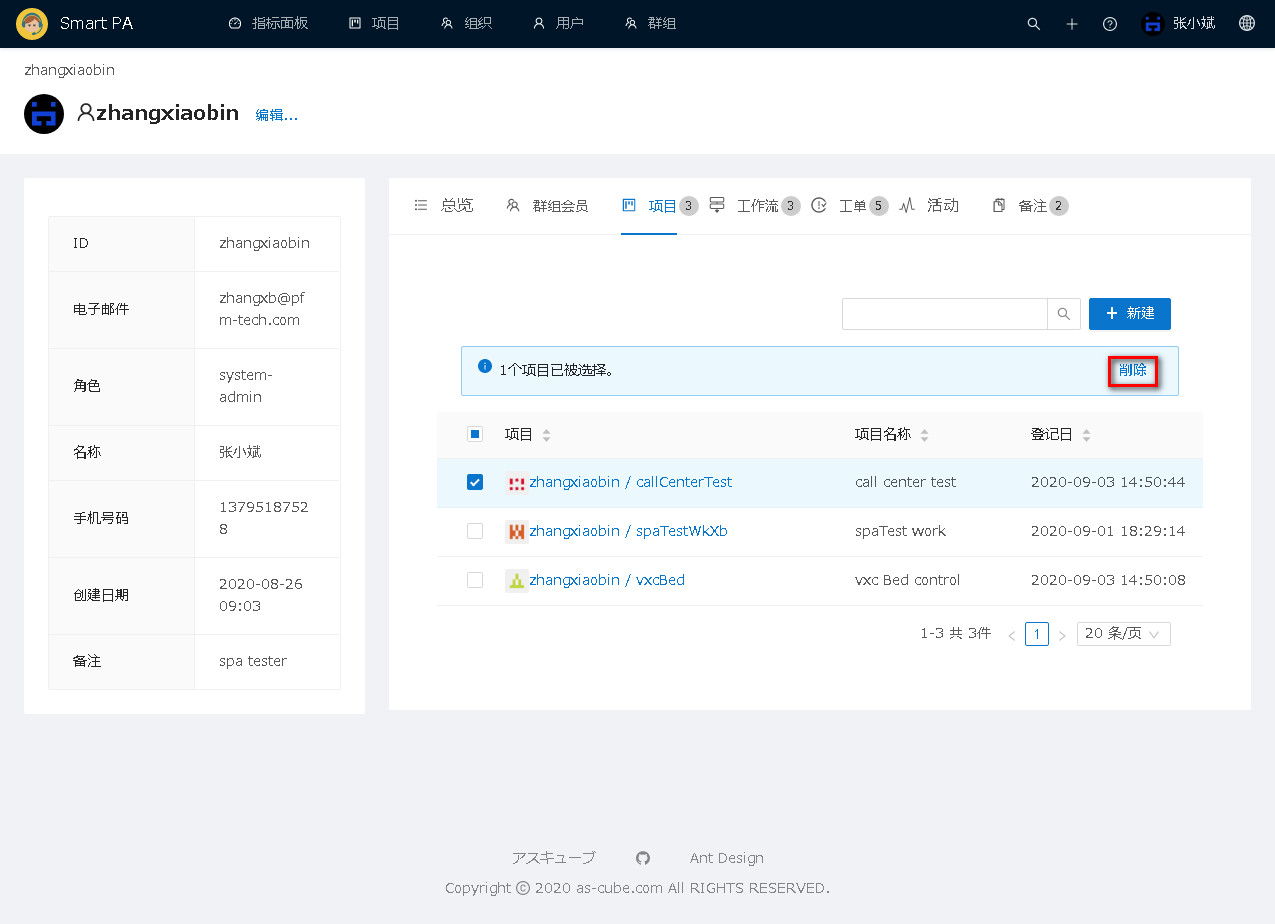 Smart PA 指标面板 项目 组织 用户 群组 张小斌
zhangxiaobin
zhangxiaobin 编辑...
总览 群组会员 项目 3 工作流 3 工单 5 活动 备注 2
ID zhangxiaobin
电子邮件 zhangxb@pf
m-tech.com
角色 system-
admin
名称 张小斌
手机号码 1379518752
8
创建日期 2020-08-26
09:03
备注 spa tester
新建
1个项目已被选择。 削除
项目 项目名称 登记日
zhangxiaobin / callCenterTest call center test 2020-09-03 14:50:44
zhangxiaobin / spaTestWkXb spaTest work 2020-09-01 18:29:14
zhangxiaobin / vxcBed vxc Bed control 2020-09-03 14:50:08
1-3 共 3件 < 1 > 20 条/页
アスキューブ Ant Design
Copyright © 2020 as-cube.com All RIGHTS RESERVED.